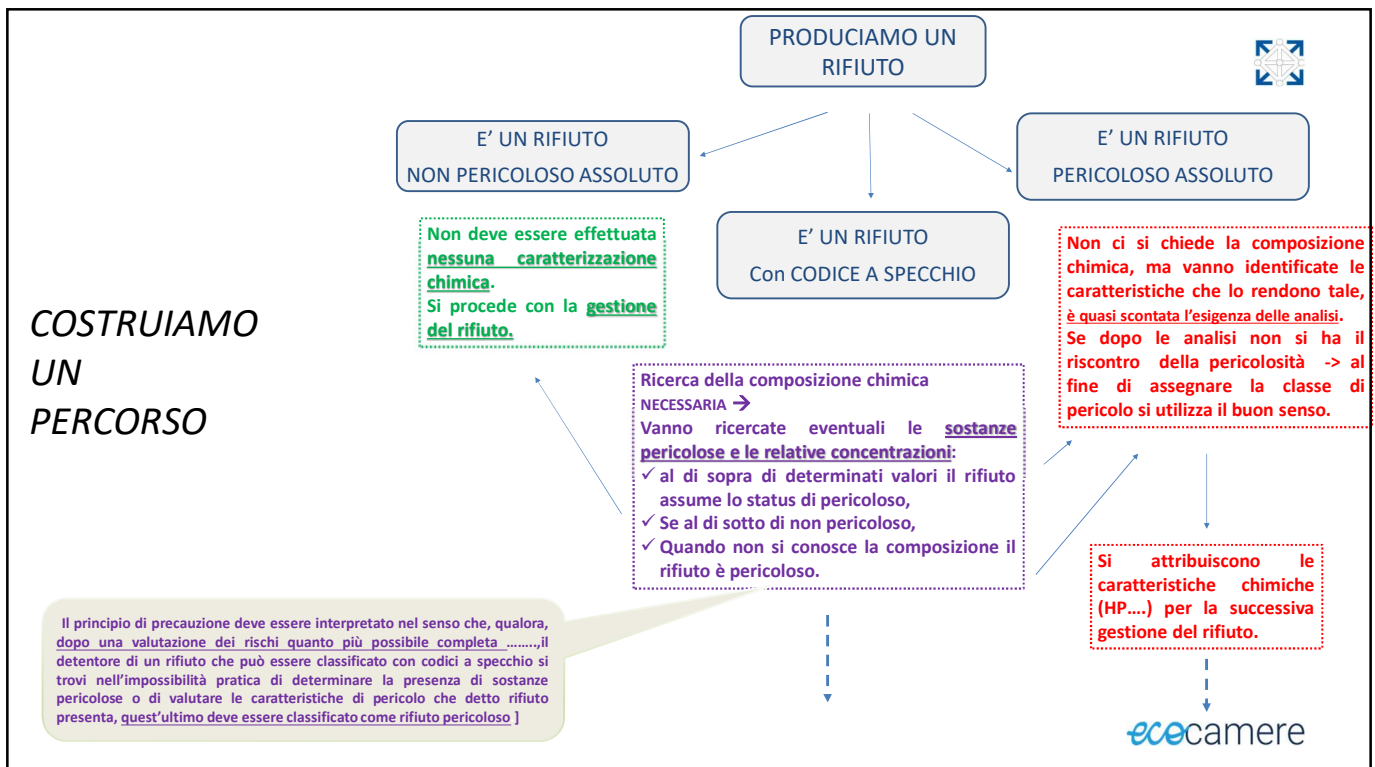 PRODUCIAMO UN
RIFIUTO
E’ UN RIFIUTO
NON PERICOLOSO ASSOLUTO
E’ UN RIFIUTO
Con CODICE A SPECCHIO
E’ UN RIFIUTO
PERICOLOSO ASSOLUTO
COSTRUIAMO
UN
PERCORSO
Non deve essere effettuata
nessuna caratterizzazione
chimica.
Si procede con la gestione
del rifiuto.
Non ci si chiede la composizione
chimica, ma vanno identificate le
caratteristiche che lo rendono tale,
è quasi scontata l’esigenza delle analisi.
Se dopo le analisi non si ha il
riscontro della pericolosità -> al
fine di assegnare la classe di
pericolo si utilizza il buon senso.
Ricerca della composizione chimica
NECESSARIA →
Vanno ricercate eventuali le sostanze
pericolose e le relative concentrazioni:
✓ al di sopra di determinati valori il rifiuto
assume lo status di pericoloso,
✓ Se al di sotto di non pericoloso,
✓ Quando non si conosce la composizione il
rifiuto è pericoloso.
Si attribuiscono le
caratteristiche chimiche
(HP....) per la successiva
gestione del rifiuto.
Il principio di precauzione deve essere interpretato nel senso che, qualora,
dopo una valutazione dei rischi quanto più possibile completa ........,il
detentore di un rifiuto che può essere classificato con codici a specchio si
trovi nell’impossibilità pratica di determinare la presenza di sostanze
pericolose o di valutare le caratteristiche di pericolo che detto rifiuto
presenta, quest’ultimo deve essere classificato come rifiuto pericoloso ]
ecocamere